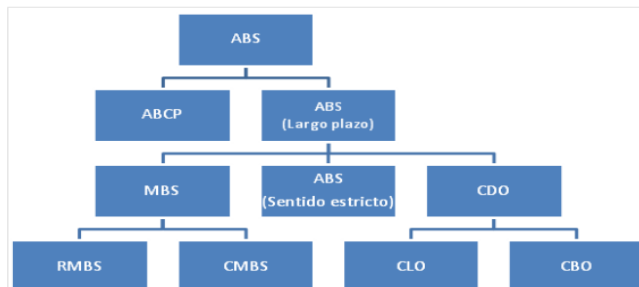 ABS
ABCP
ABS
(Largo plazo)
MBS
ABS
(Sentido estricto)
CDO
RMBS
CMBS
CLO
CBO